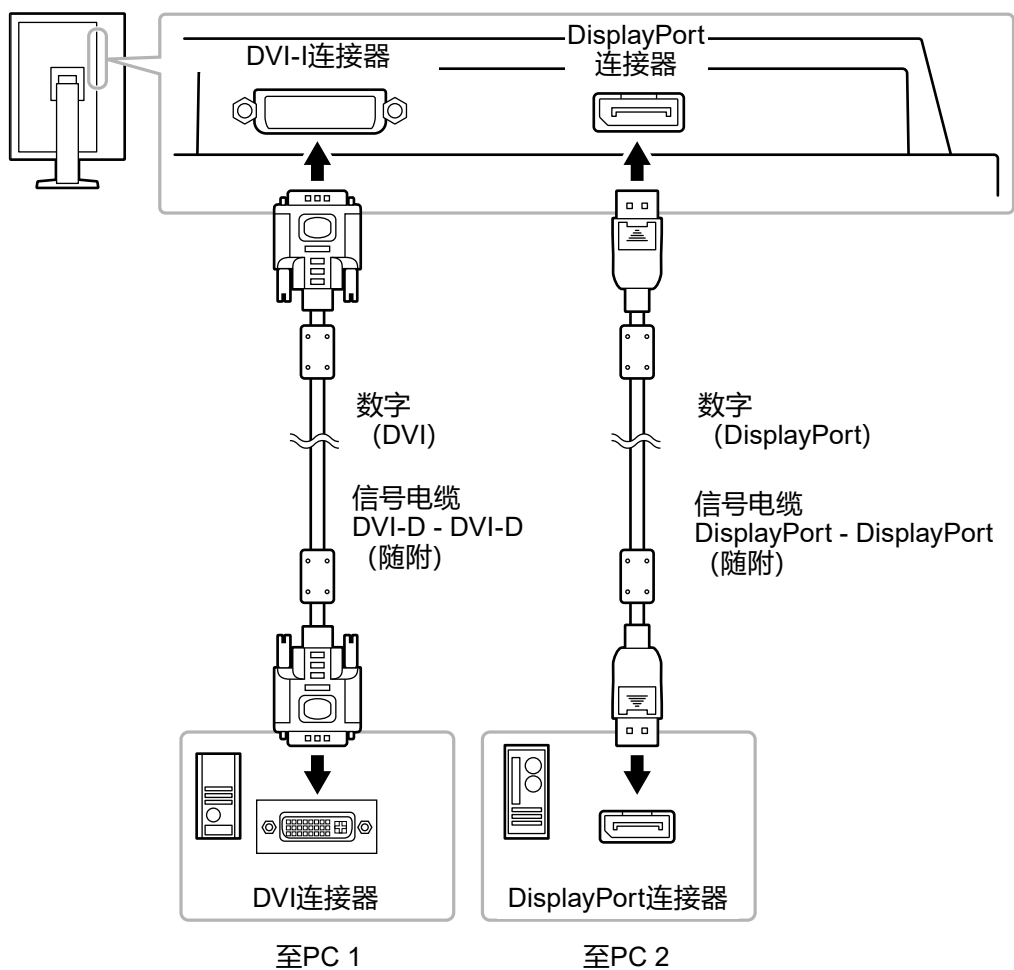 DVI-I连接器
DisplayPort
连接器
数字
（DVI）
数字
（DisplayPort）
信号电缆
DVI-D - DVI-D
（随附）
信号电缆
DisplayPort - DisplayPort
（随附）
DVI连接器
DisplayPort连接器
至PC 1
至PC 2